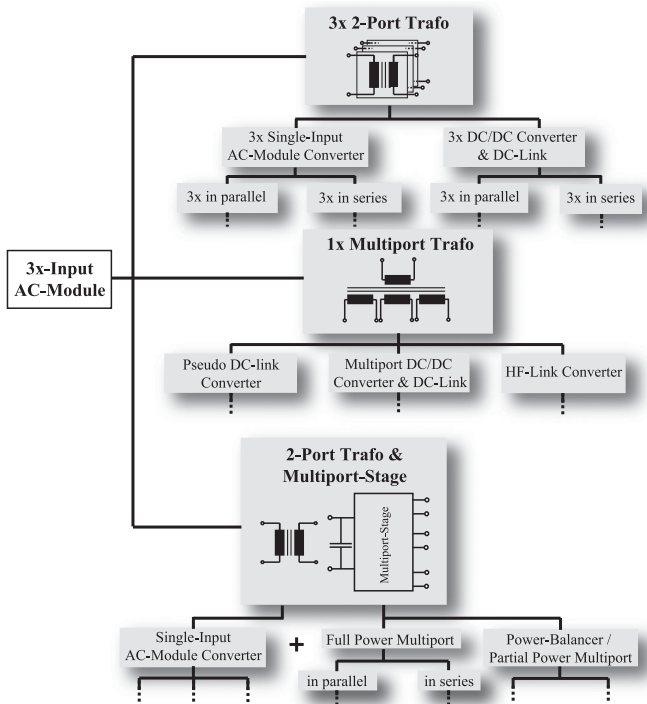 3x 2-Port Trafo
3x Single-Input
AC-Module Converter
3x DC/DC Converter
& DC-Link
3x in parallel
3x in series
3x in parallel
3x in series
3x-Input
AC-Module
1x Multiport Trafo
Pseudo DC-link
Converter
Multiport DC/DC
Converter & DC-Link
HF-Link Converter
2-Port Trafo &
Multiport-Stage
Multiport-Stage
Single-Input
AC-Module Converter
+
Full Power Multiport
in parallel
in series
Power-Balancer /
Partial Power Multiport